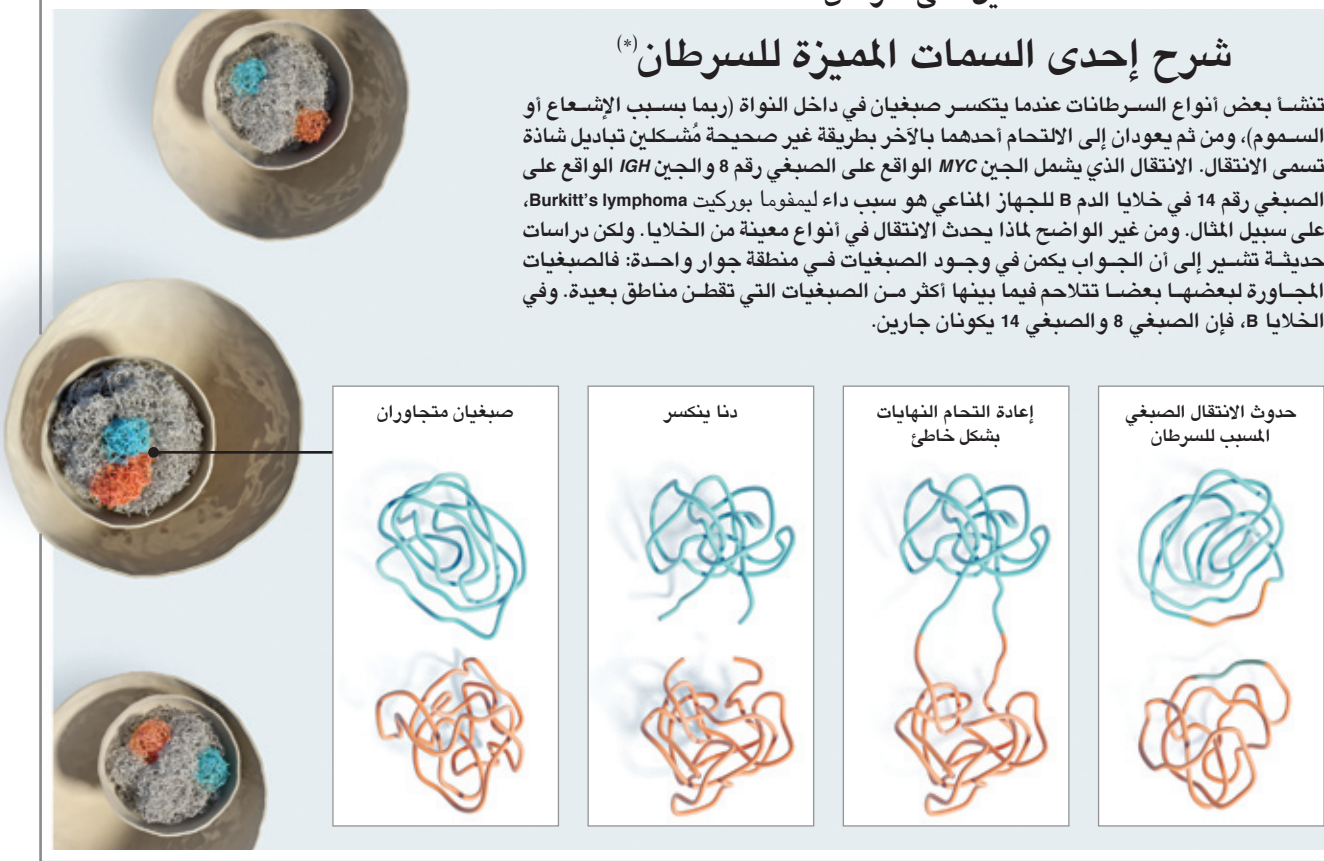 شرح إحدى السمات المميزة للسرطان(*)
تنشأ بعض أنواع السرطانات عندما يتكسر صبغيان في داخل النواة (ربما بسبب الإشعاع أو
السموم)، ومن ثم يعودان إلى الالتحام أحدهما بالآخر بطريقة غير صحيحة مُشكلين تباديل شاذة
تسمى الانتقال. الانتقال الذي يشمل الجين MYC الواقع على الصبغي رقم 8 والجين IGH الواقع على
الصبغي رقم 14 في خلايا الدم B للجهاز المناعي هو سبب داء ليمفوما بوركيت Burkitt's lymphoma،
على سبيل المثال. ومن غير الواضح لماذا يحدث الانتقال في أنواع معينة من الخلايا. ولكن دراسات
حديثة تشير إلى أن الجواب يكمن في وجود الصبغيات في منطقة جوار واحدة: فالصبغيات
المجاورة لبعضها بعضا تتلاحم فيما بينها أكثر من الصبغيات التي تقطن مناطق بعيدة. وفي
الخلايا B، فإن الصبغي 8 والصبغي 14 يكونان جارين.
صبغيان متجاوران
دنا ينكسر
إعادة التحام النهايات
بشكل خاطئ
حدوث الانتقال الصبغي
المسبب للسرطان